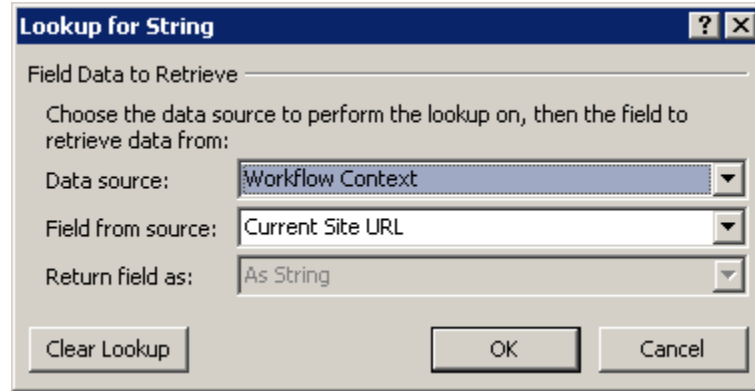 Lookup for String
Field Data to Retrieve
Choose the data source to perform the lookup on, then the field to
retrieve data from:
Data source: Workflow Context
Field from source: Current Site URL
Return field as: As String
Clear Lookup OK Cancel